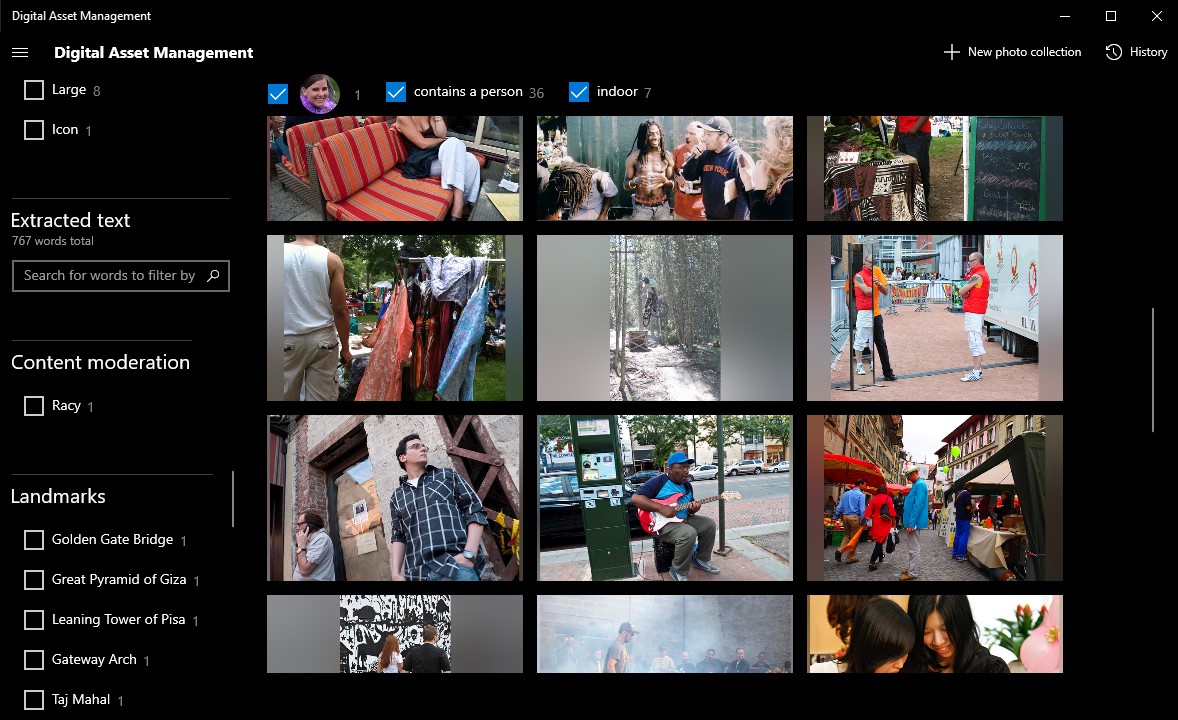 Digital Asset Management
Digital Asset Management
New photo collection
History
Large 8
Icon 1
1
contains a person 36
indoor 7
Extracted text
767 words total
Search for words to filter by
Content moderation
Racy 1
Landmarks
Golden Gate Bridge 1
Great Pyramid of Giza 1
Leaning Tower of Pisa 1
Gateway Arch 1
Taj Mahal 1
NEW YORK